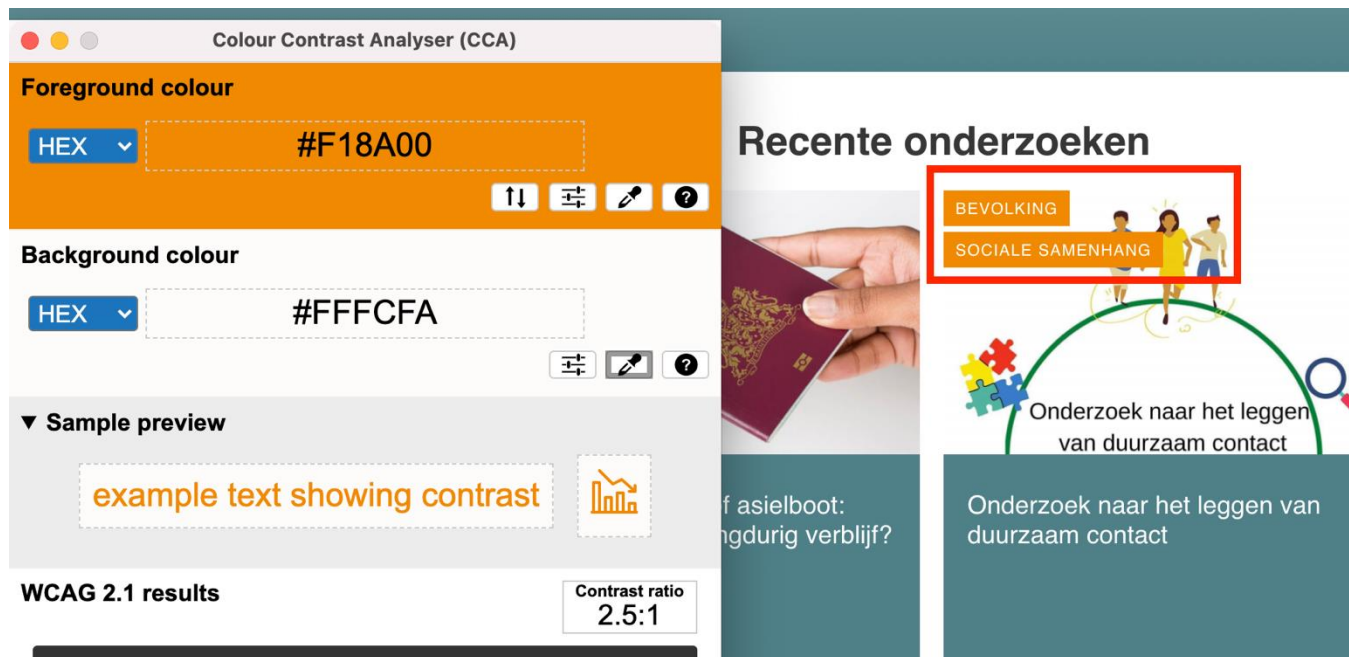 Colour Contrast Analyser (CCA)
Foreground colour
HEX
#F18A00
Background colour
HEX
#FFFCFA
▼ Sample preview
example text showing contrast
WCAG 2.1 results
Contrast ratio
2.5:1
Recente onderzoeken
BEVOLKING
SOCIALE SAMENHANG
Onderzoek naar het leggen
van duurzaam contact
asielboot:
verblijf?
Onderzoek naar het leggen van
duurzaam contact